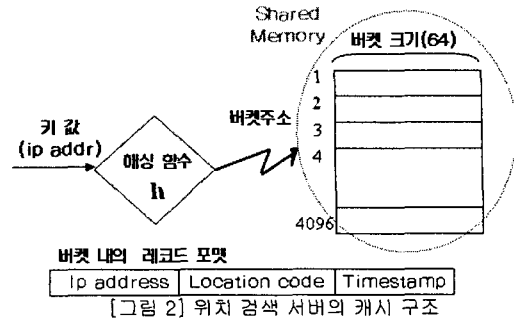 Shared
Memory
버켓 크기(64)
1
2
3
4
4096
버켓주소
키 값
(ip addr)
해싱 함수
h
버켓 내의 레코드 포맷
Ip address Location code Timestamp
[그림 2] 위치 검색 서버의 캐시 구조